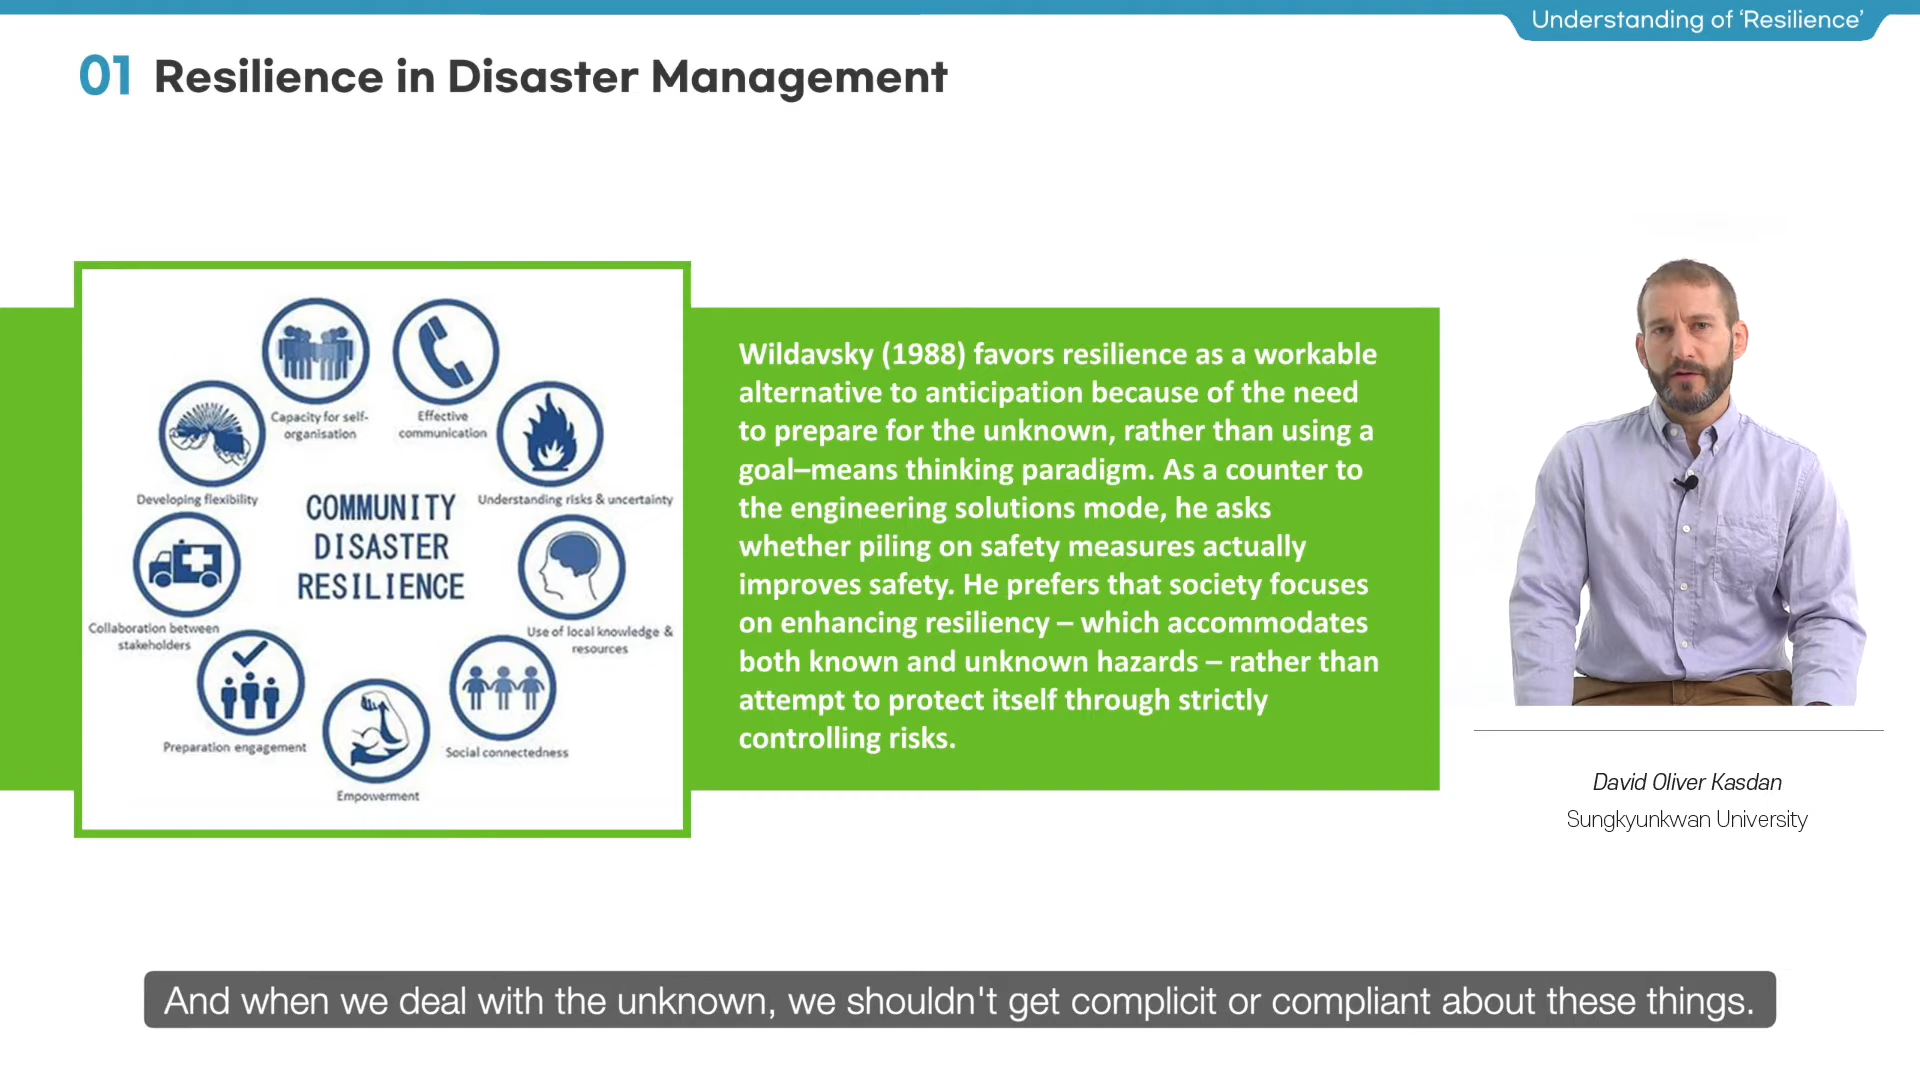 Understanding of ‘Resilience’
01 Resilience in Disaster Management
Capacity for self-
organisation
Effective
communication
Developing flexibility
Understanding risks & uncertainty
COMMUNITY
DISASTER
RESILIENCE
Collaboration between
stakeholders
Use of local knowledge &
resources
Preparation engagement
Social connectedness
Empowerment
Wildavsky (1988) favors resilience as a workable
alternative to anticipation because of the need
to prepare for the unknown, rather than using a
goal–means thinking paradigm. As a counter to
the engineering solutions mode, he asks
whether piling on safety measures actually
improves safety. He prefers that society focuses
on enhancing resiliency – which accommodates
both known and unknown hazards – rather than
attempt to protect itself through strictly
controlling risks.
David Oliver Kasdan
Sungkyunkwan University
And when we deal with the unknown, we shouldn't get complicit or compliant about these things.